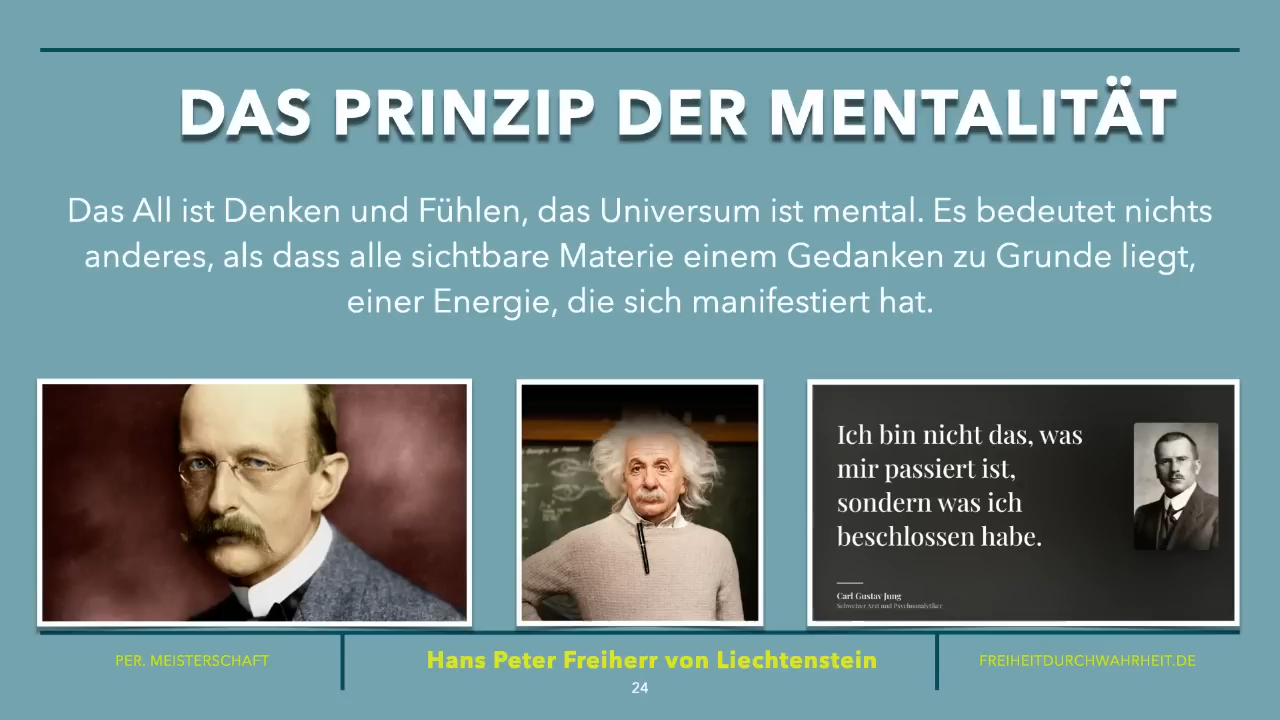 DAS PRINZIP DER MENTALITÄT
Das All ist Denken und Fühlen, das Universum ist mental. Es bedeutet nichts
anderes, als dass alle sichtbare Materie einem Gedanken zu Grunde liegt,
einer Energie, die sich manifestiert hat.
Ich bin nicht das, was
mir passiert ist,
sondern was ich
beschlossen habe.
Carl Gustav Jung
Schweizer Arzt und Psychoanalytiker
PER. MEISTERSCHAFT
Hans Peter Freiherr von Liechtenstein
FREIHEITDURCHWAHRHEIT.DE
24